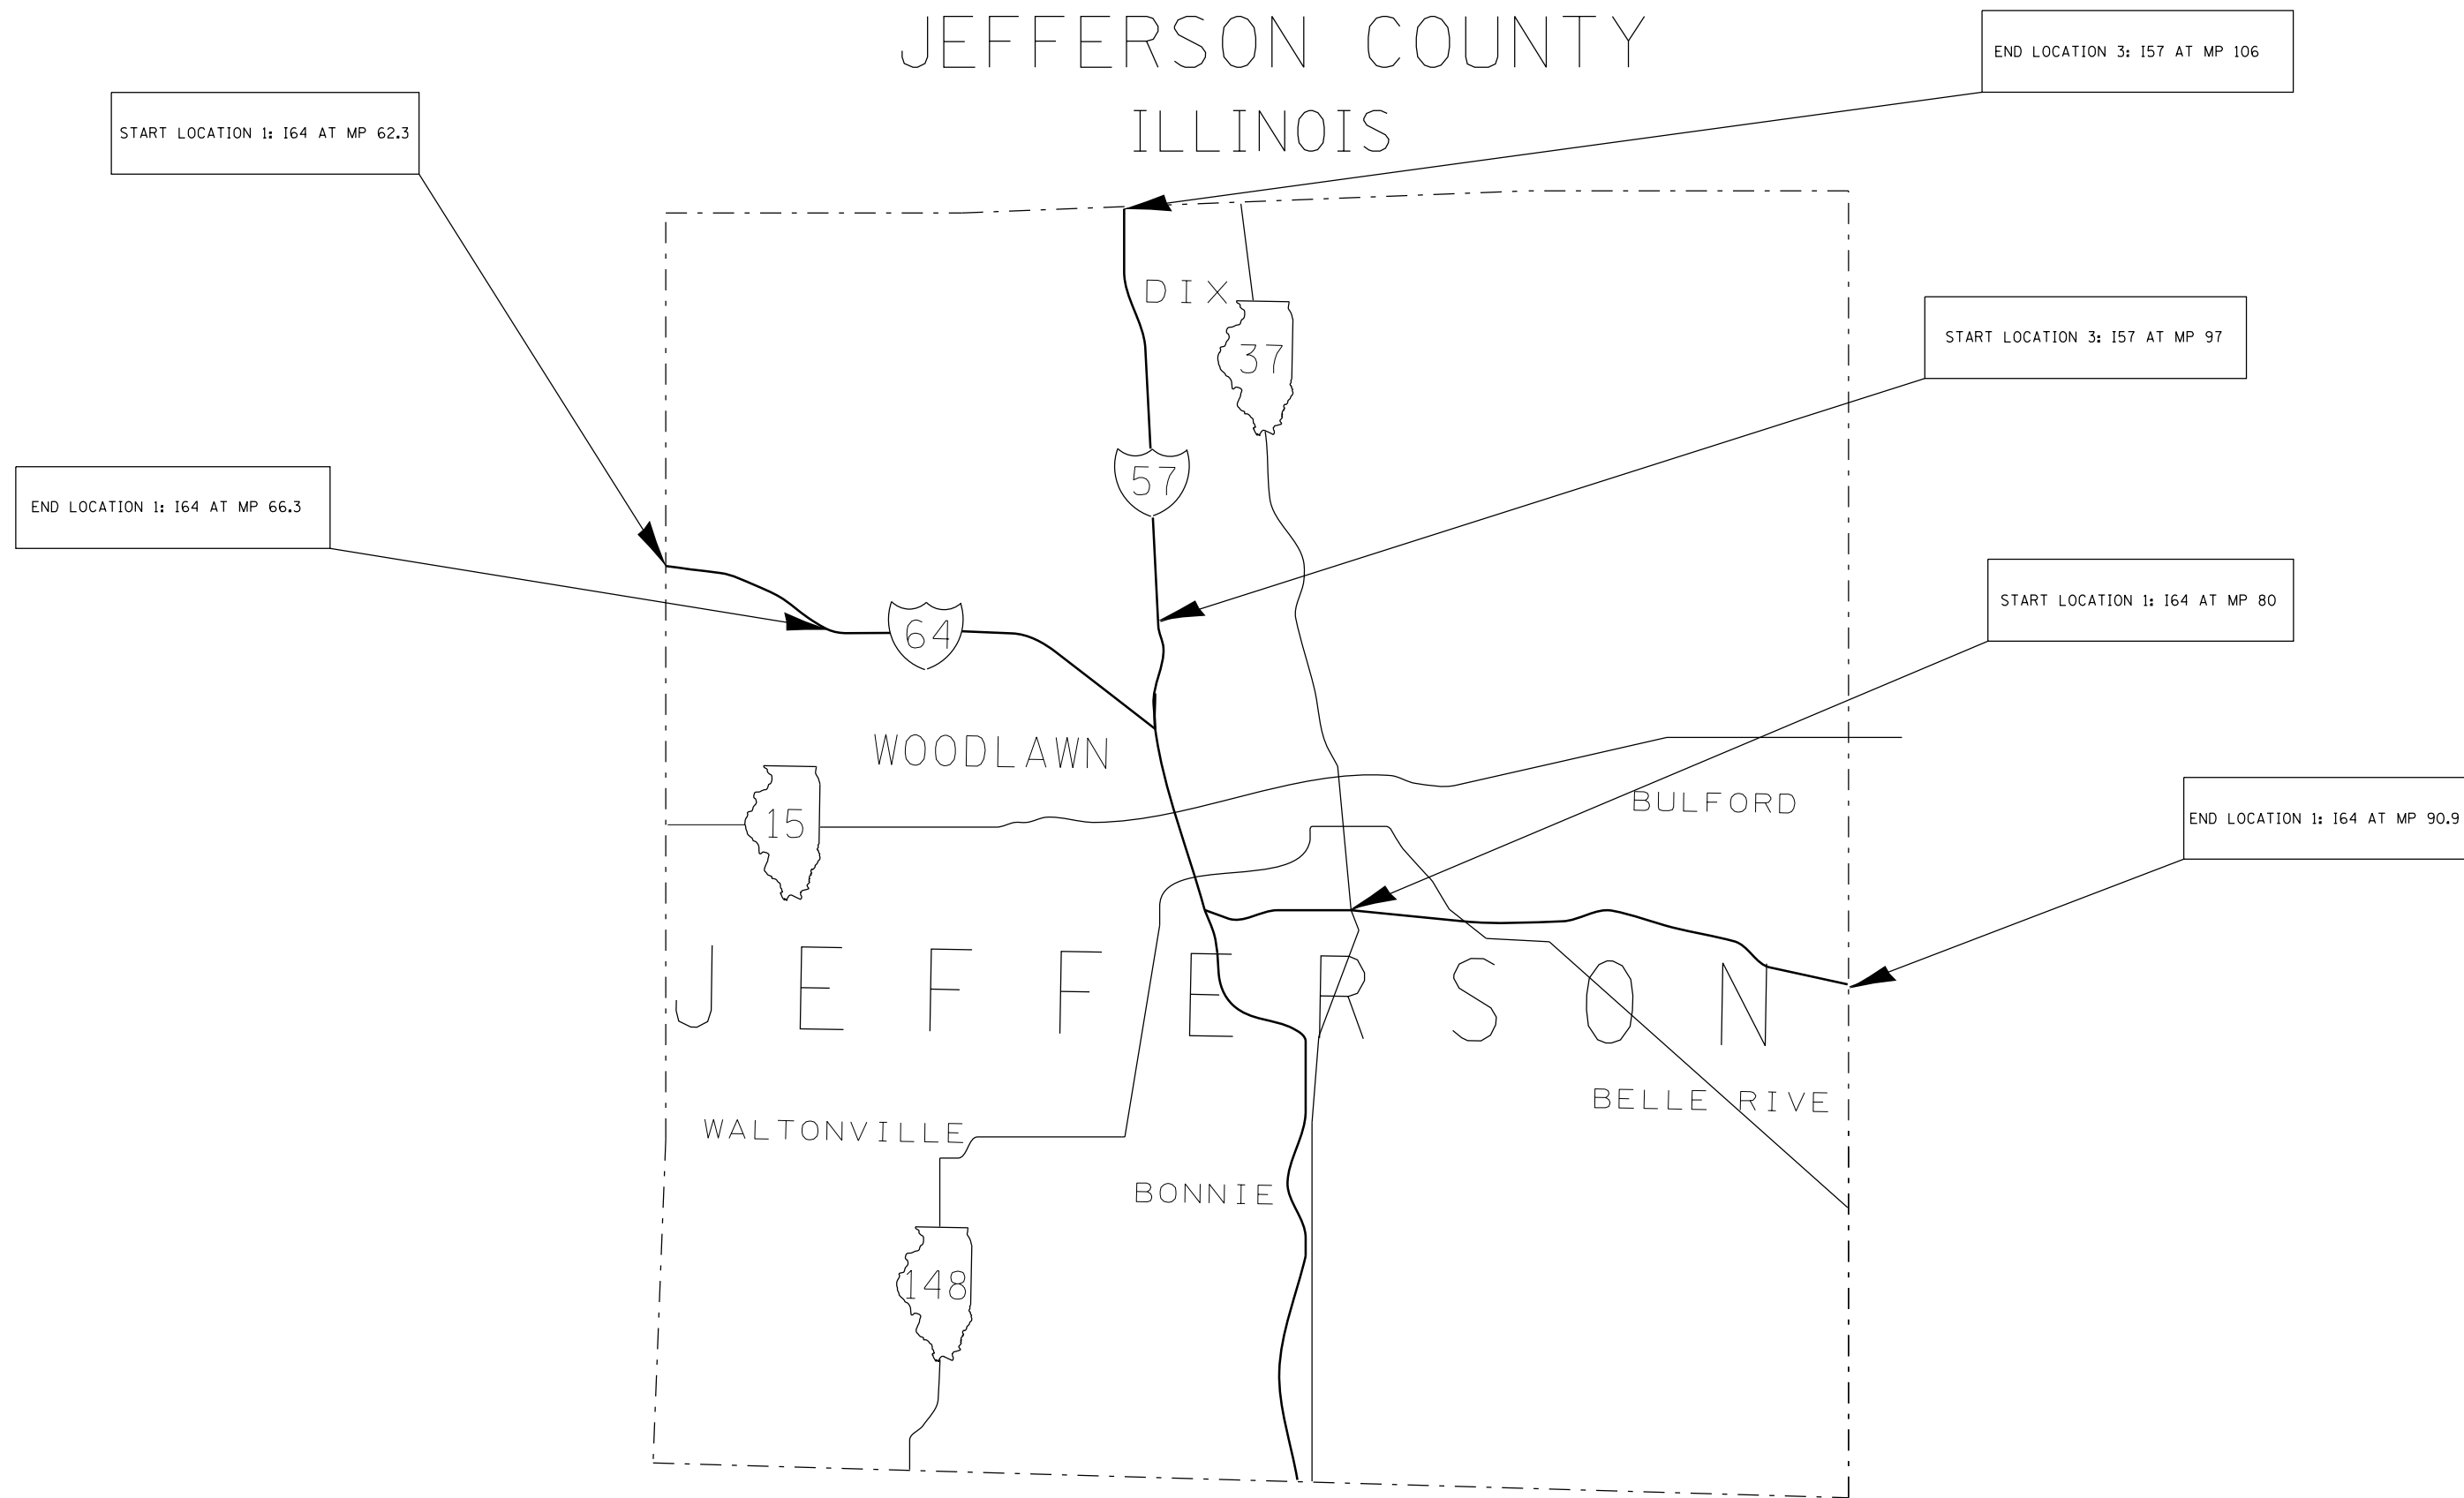 JEFFERSON COUNTY
ILLINOIS
END LOCATION 3: I57 AT MP 106
START LOCATION 1: I64 AT MP 62.3
DIX
START LOCATION 3: I57 AT MP 97
37
57
END LOCATION 1: I64 AT MP 66.3
START LOCATION 1: I64 AT MP 80
64
WOODLAWN
BULFORD
15
END LOCATION 1: I64 AT MP 90.9
JEFFERSON
BELLE RIVE
WALTONVILLE
BONNIE
148